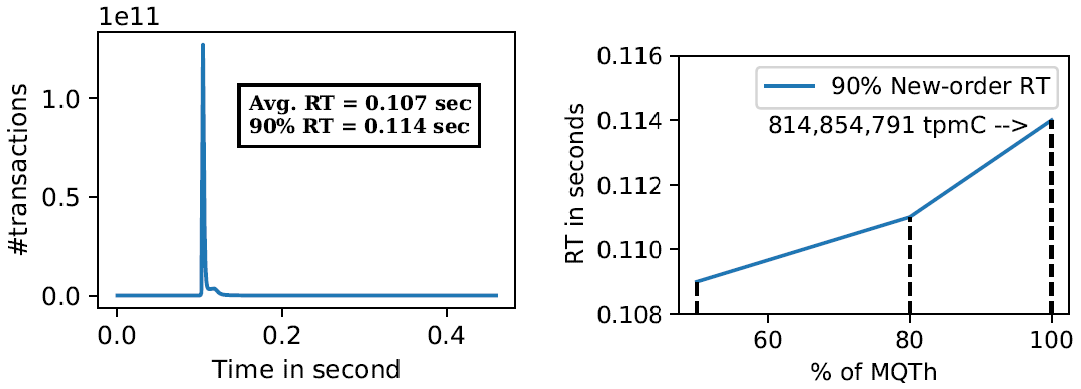 1e11
#transactions
1.0
0.5
0.0
Avg. RT = 0.107 sec
90% RT = 0.114 sec
0.0 0.2 0.4
Time in second
RT in seconds
0.116
0.114
0.112
0.110
0.108
90% New-order RT
814,854,791 tpmC -->
60 80 100
% of MQTh